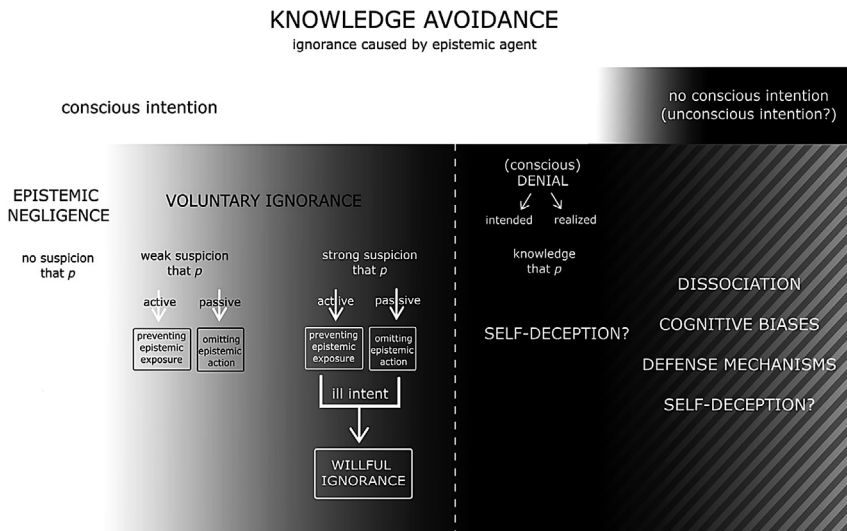 KNOWLEDGE AVOIDANCE
ignorance caused by epistemic agent
conscious intention
no conscious intention
(unconscious intention?)
EPISTEMIC
NEGLIGENCE
no suspicion
that p
VOLUNTARY IGNORANCE
weak suspicion
that p
active
passive
preventing
epistemic
exposure
omitting
epistemic
action
strong suspicion
that p
active
passive
preventing
epistemic
exposure
omitting
epistemic
action
ill intent
WILLFUL
IGNORANCE
(conscious)
DENIAL
intended
realized
knowledge
that p
SELF-DECEPTION?
DISSOCIATION
COGNITIVE BIASES
DEFENSE MECHANISMS
SELF-DECEPTION?